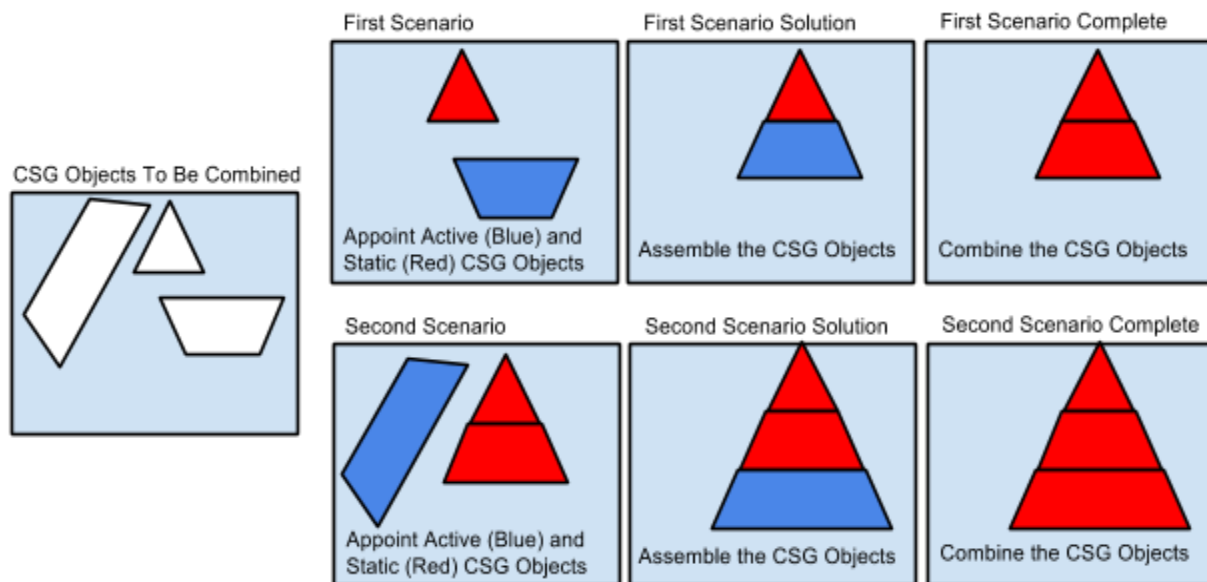 CSG Objects To Be Combined
First Scenario
Appoint Active (Blue) and
Static (Red) CSG Objects
First Scenario Solution
Assemble the CSG Objects
First Scenario Complete
Combine the CSG Objects
Second Scenario
Appoint Active (Blue) and
Static (Red) CSG Objects
Second Scenario Solution
Assemble the CSG Objects
Second Scenario Complete
Combine the CSG Objects